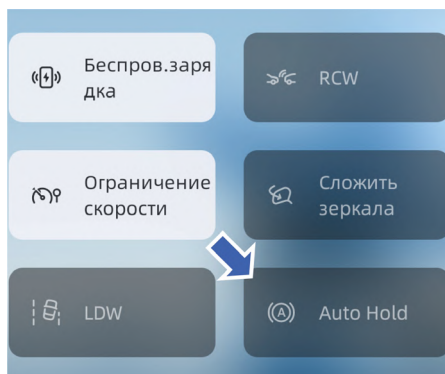 Беспров.заря
дка
RCW
Ограничение
скорости
Сложить
зеркала
LDW
Auto Hold